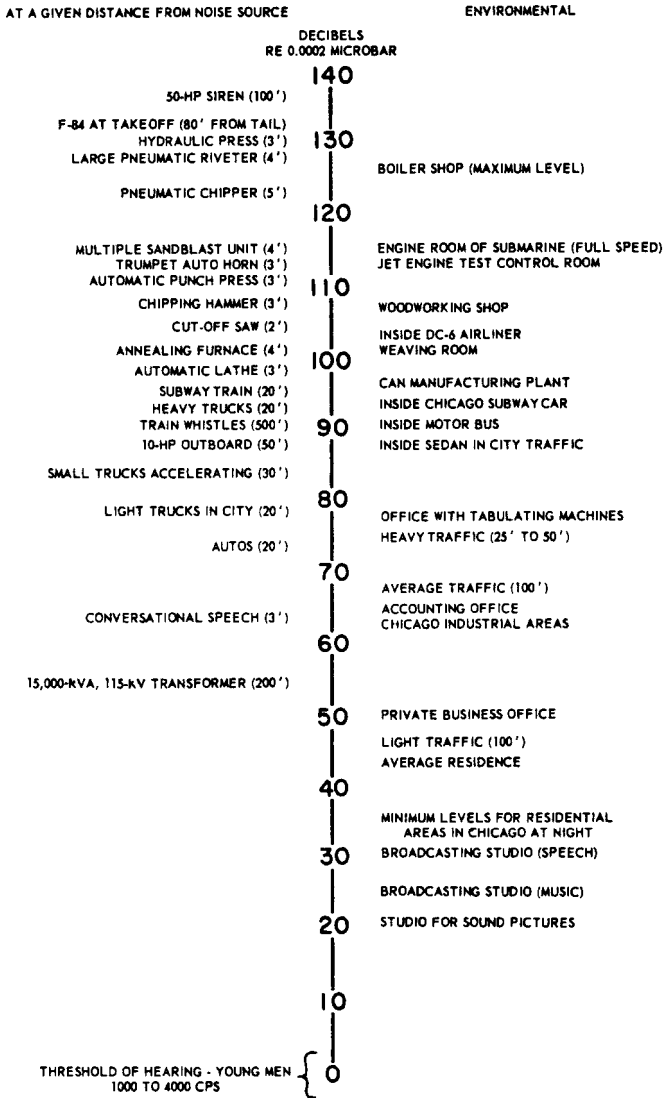 AT A GIVEN DISTANCE FROM NOISE SOURCE
ENVIRONMENTAL
DECIBELS
RE 0.0002 MICROBAR
140
50-HP SIREN (100')
F-84 AT TAKEOFF (80' FROM TAIL)
130
HYDRAULIC PRESS (3')
LARGE PNEUMATIC RIVETER (4')
BOILER SHOP (MAXIMUM LEVEL)
PNEUMATIC CHIPPER (5')
120
MULTIPLE SANDBLAST UNIT (4')
ENGINE ROOM OF SUBMARINE (FULL SPEED)
TRUMPET AUTO HORN (3')
JET ENGINE TEST CONTROL ROOM
AUTOMATIC PUNCH PRESS (3')
110
CHIPPING HAMMER (3')
WOODWORKING SHOP
CUT-OFF SAW (2')
INSIDE DC-6 AIRLINER
ANNEALING FURNACE (4')
WEAVING ROOM
100
AUTOMATIC LATHE (3')
CAN MANUFACTURING PLANT
SUBWAY TRAIN (20')
INSIDE CHICAGO SUBWAY CAR
HEAVY TRUCKS (20')
TRAIN WHISTLES (500')
90
INSIDE MOTOR BUS
10-HP OUTBOARD (50')
INSIDE SEDAN IN CITY TRAFFIC
SMALL TRUCKS ACCELERATING (30')
80
LIGHT TRUCKS IN CITY (20')
OFFICE WITH TABULATING MACHINES
HEAVY TRAFFIC (25' TO 50')
AUTOS (20')
70
AVERAGE TRAFFIC (100')
ACCOUNTING OFFICE
CONVERSATIONAL SPEECH (3')
CHICAGO INDUSTRIAL AREAS
60
15,000-KVA, 115-KV TRANSFORMER (200')
50
PRIVATE BUSINESS OFFICE
LIGHT TRAFFIC (100')
AVERAGE RESIDENCE
40
MINIMUM LEVELS FOR RESIDENTIAL
AREAS IN CHICAGO AT NIGHT
30
BROADCASTING STUDIO (SPEECH)
BROADCASTING STUDIO (MUSIC)
20
STUDIO FOR SOUND PICTURES
10
THRESHOLD OF HEARING - YOUNG MEN
1000 TO 4000 CPS
0